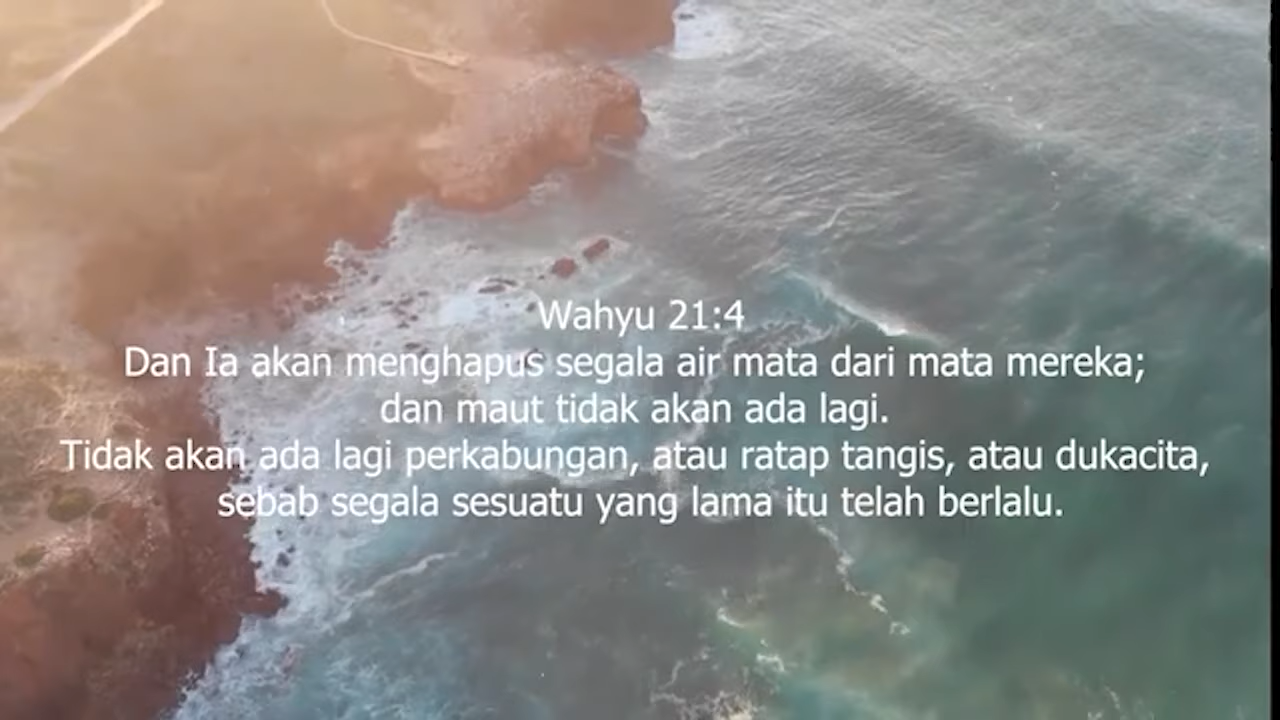 Wahyu 21:4
Dan Ia akan menghapus segala air mata dari mata mereka;
dan maut tidak akan ada lagi.
Tidak akan ada lagi perkabungan, atau ratap tangis, atau dukacita,
sebab segala sesuatu yang lama itu telah berlalu.